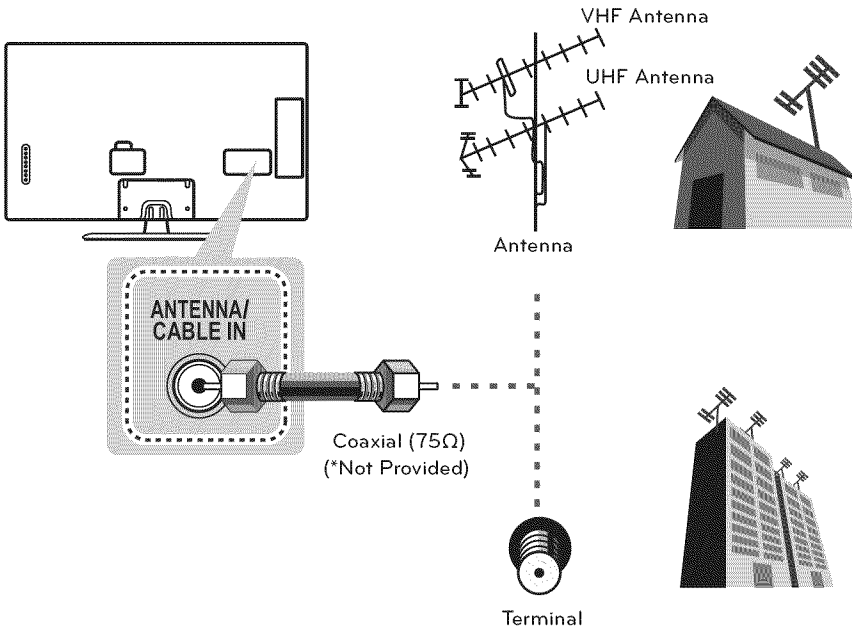 VHF Antenna
UHF Antenna
Antenna
ANTENNA/
CABLE IN
Coaxial (75Ω)
(*Not Provided)
Terminal